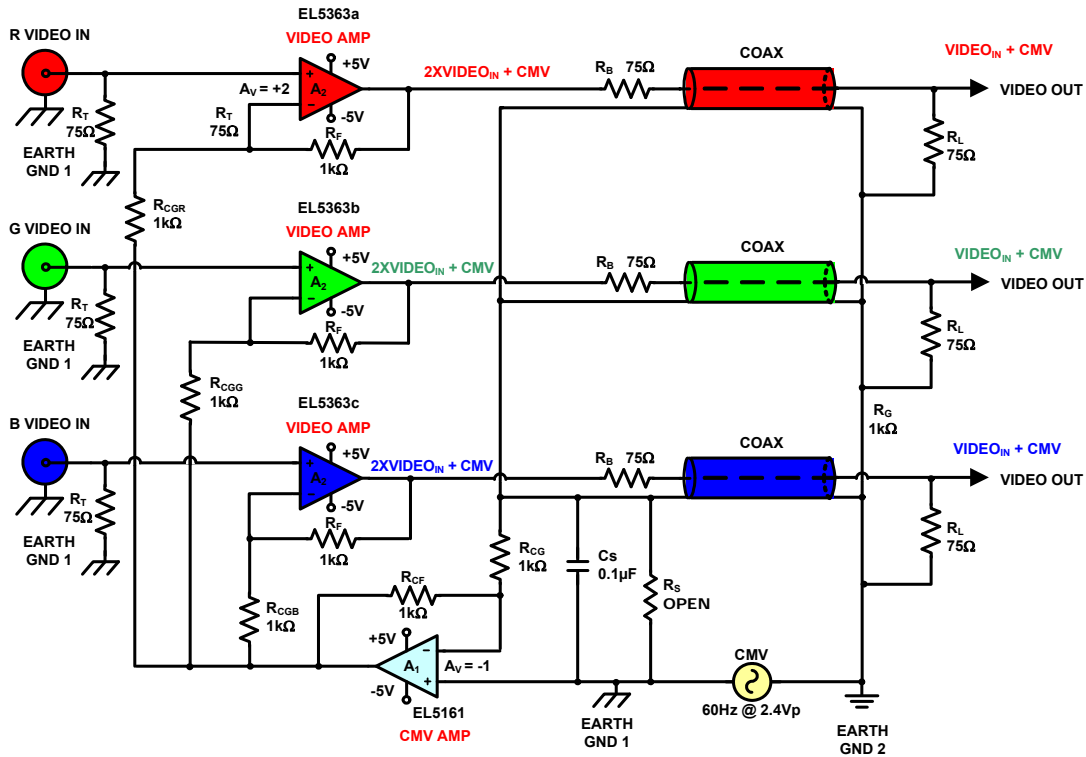 EL5363a
R VIDEO IN
VIDEO AMP
COAX
VIDEOIN + CMV
+5V
2XVIDEOIN + CMV
RB 75Ω
AV = +2
+
A2
−
VIDEO OUT
RT
75Ω
RT
75Ω
-5V
RF
1kΩ
RL
75Ω
EARTH
GND 1
RCGR
1kΩ
EL5363b
G VIDEO IN
VIDEO AMP
COAX
VIDEOIN + CMV
+5V
2XVIDEOIN + CMV
RB 75Ω
+
A2
−
VIDEO OUT
RT
75Ω
-5V
RF
1kΩ
RL
75Ω
EARTH
GND 1
RCGG
1kΩ
EL5363c
RG
1kΩ
B VIDEO IN
VIDEO AMP
COAX
VIDEOIN + CMV
+5V
2XVIDEOIN + CMV
RB 75Ω
+
A2
−
VIDEO OUT
RT
75Ω
-5V
RF
1kΩ
RL
75Ω
EARTH
GND 1
RCG
1kΩ
Cs
0.1µF
RS
OPEN
RCF
1kΩ
RCGB
1kΩ
+5V
−
A1
AV = -1
+
-5V
CMV
EL5161
CMV AMP
EARTH
GND 1
60Hz @ 2.4Vp
EARTH
GND 2